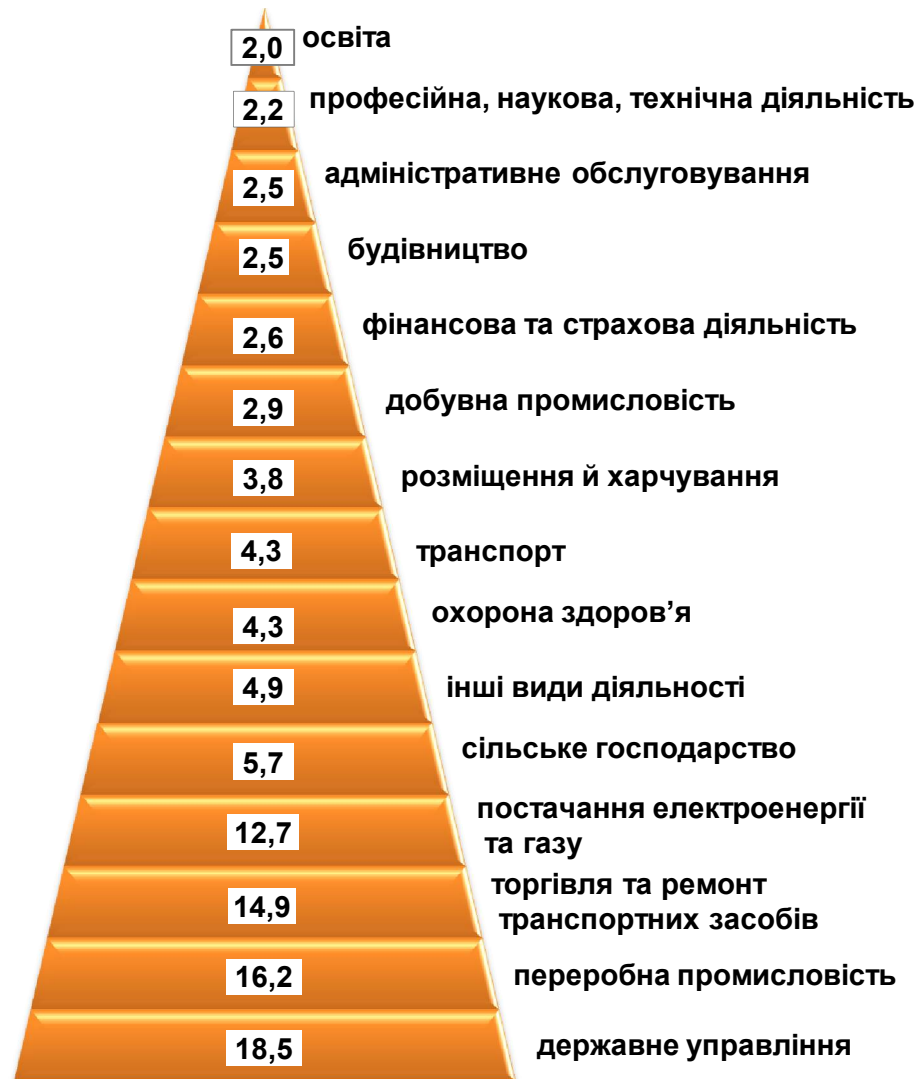 2,0 освіта
2,2 професійна, наукова, технічна діяльність
2,5 адміністративне обслуговування
2,5 будівництво
2,6 фінансова та страхова діяльність
2,9 добувна промисловість
3,8 розміщення й харчування
4,3 транспорт
4,3 охорона здоров’я
4,9 інші види діяльності
5,7 сільське господарство
12,7 постачання електроенергії
та газу
14,9 торгівля та ремонт
транспортних засобів
16,2 переробна промисловість
18,5 державне управління